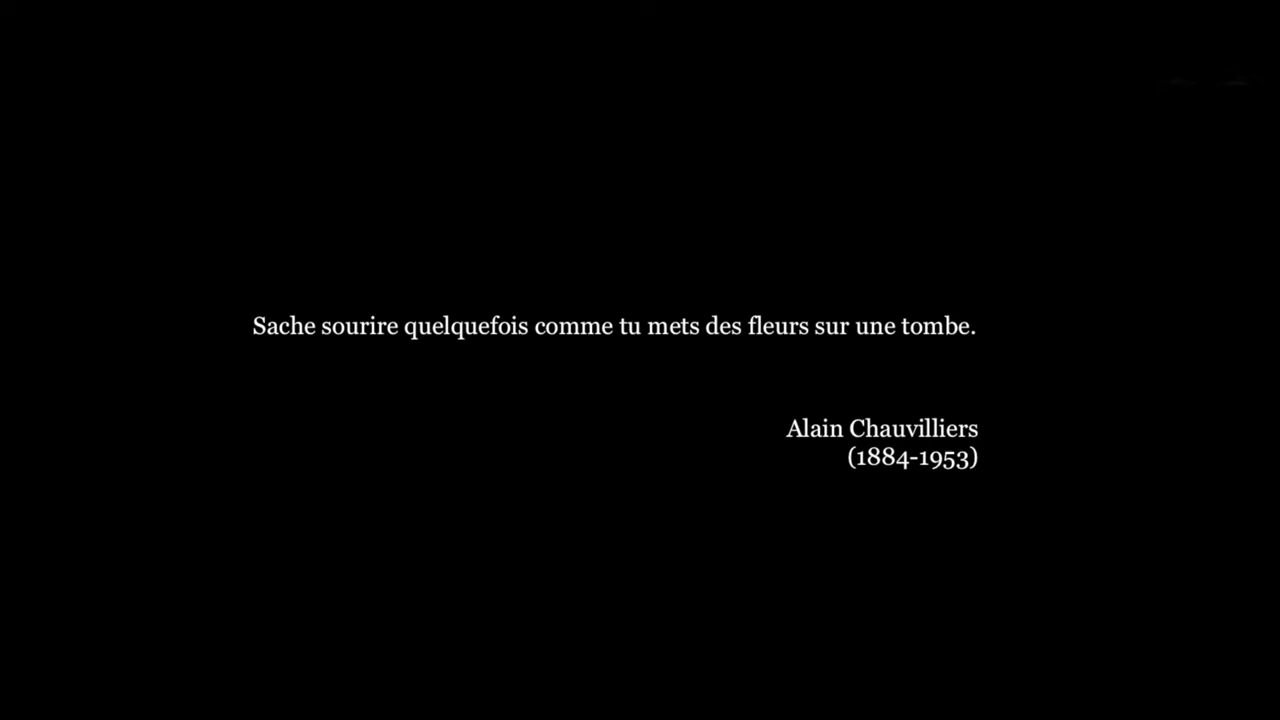 Sache sourire quelquefois comme tu mets des fleurs sur une tombe.
Alain Chauvilliers
(1884-1953)